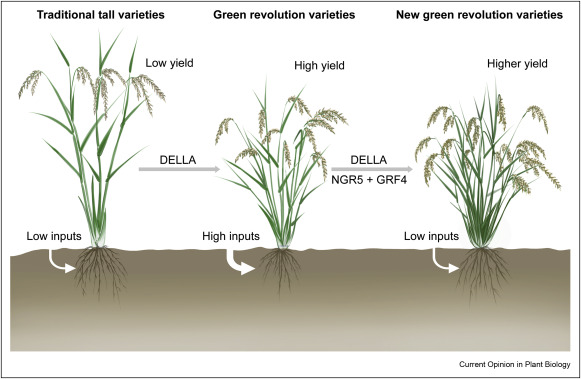 Traditional tall varieties
Green revolution varieties
New green revolution varieties
Low yield
High yield
Higher yield
DELLA
DELLA
NGR5 + GRF4
Low inputs
High inputs
Low inputs
Current Opinion in Plant Biology